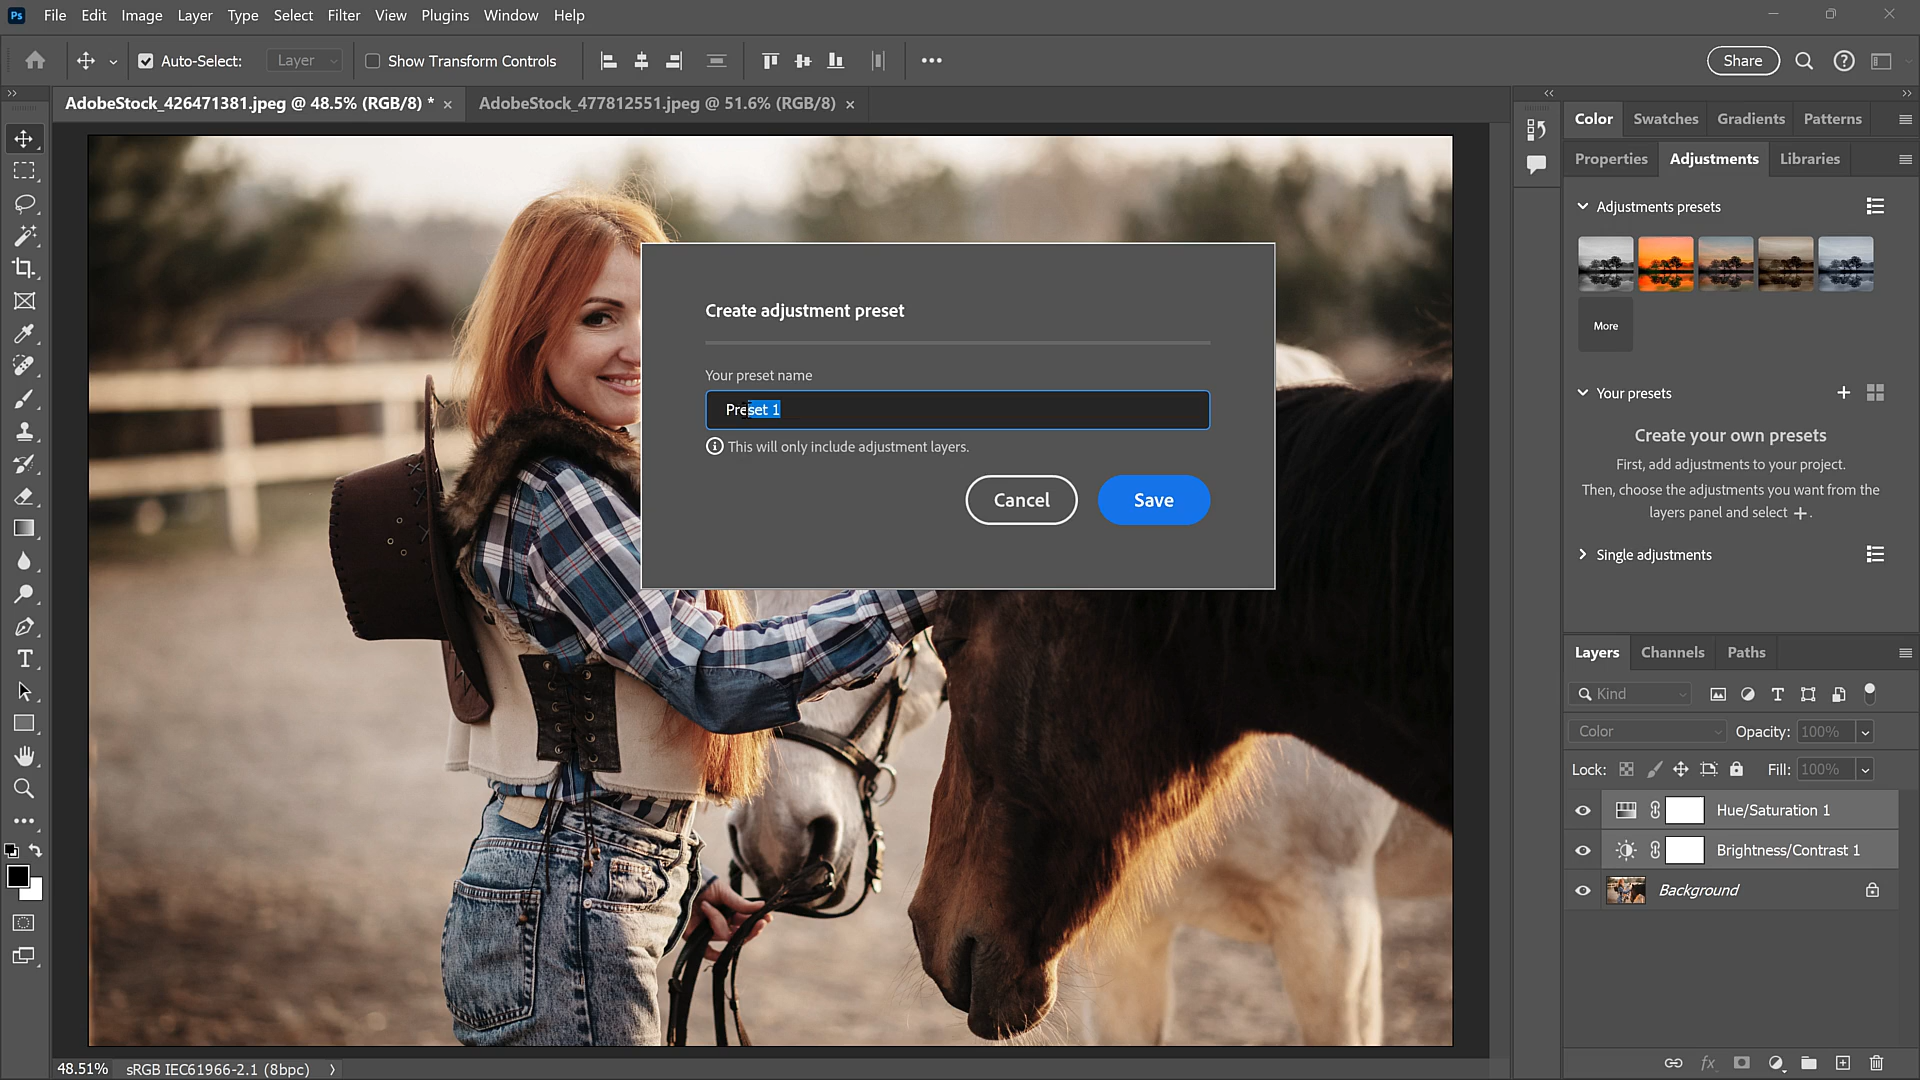 Ps File Edit Image Layer Type Select Filter View Plugins Window Help
Auto-Select: Layer Show Transform Controls Share
AdobeStock_426471381.jpeg @ 48.5% (RGB/8) * × AdobeStock_477812551.jpeg @ 51.6% (RGB/8) ×
Color Swatches Gradients Patterns
Properties Adjustments Libraries
Adjustments presets
More
Your presets
Create your own presets
First, add adjustments to your project.
Then, choose the adjustments you want from the
layers panel and select + .
Single adjustments
Create adjustment preset
Your preset name
Preset 1
This will only include adjustment layers.
Cancel Save
Layers Channels Paths
Kind
Color Opacity: 100%
Lock: Fill: 100%
Hue/Saturation 1
Brightness/Contrast 1
Background
fx
48.51% sRGB IEC61966-2.1 (8bpc)